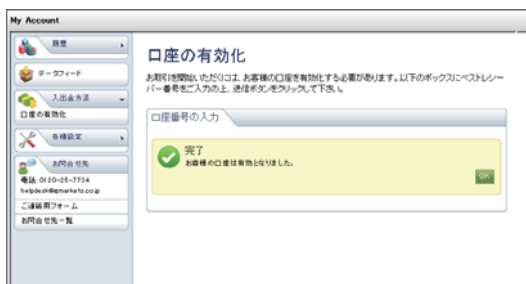 My Account
履歴
データフィード
入出金方法
口座の有効化
各種設定
お問合せ先
電話: 0120-05-7734
helpdesk@igmarkets.co.jp
ご連絡用フォーム
お問合せ先一覧
口座の有効化
お取引を開始いただくには、お客様の口座を有効化する必要があります。以下のボックスにベストレシー
バー番号をご入力の上、送信ボタンをクリックして下さい。
口座番号の入力
完了
お客様の口座は有効となりました。
OK